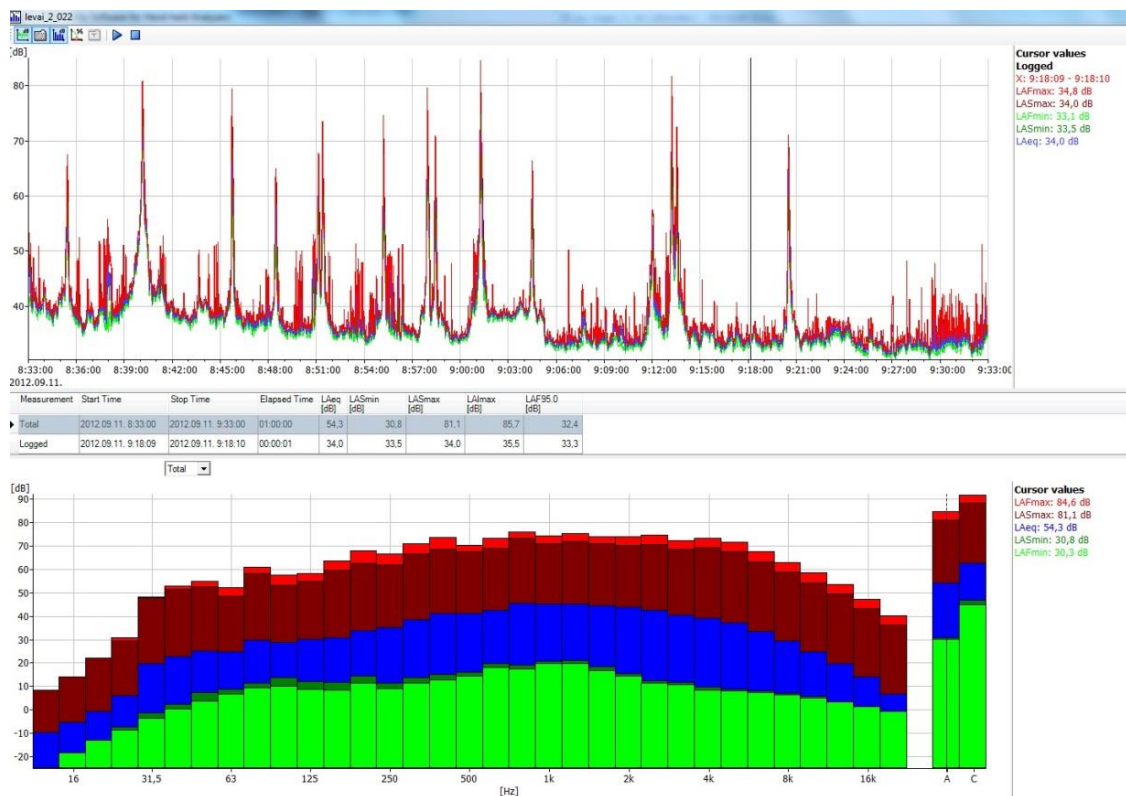 levai_2_022
[dB]
80
70
60
50
40
8:33:00 8:36:00 8:39:00 8:42:00 8:45:00 8:48:00 8:51:00 8:54:00 8:57:00 9:00:00 9:03:00 9:06:00 9:09:00 9:12:00 9:15:00 9:18:00 9:21:00 9:24:00 9:27:00 9:30:00 9:33:00
2012.09.11.
Cursor values
Logged
X: 9:18:09 - 9:18:10
LAFmax: 34,8 dB
LASmax: 34,0 dB
LAFmin: 33,1 dB
LASmin: 33,5 dB
LAeq: 34,0 dB
Measurement Start Time Stop Time Elapsed Time LAeq LASmin LASmax LAImax LAF95.0
[dB] [dB] [dB] [dB] [dB]
Total 2012.09.11. 8:33:00 2012.09.11. 9:33:00 01:00:00 54,3 30,8 81,1 85,7 32,4
Logged 2012.09.11. 9:18:09 2012.09.11. 9:18:10 00:00:01 34,0 33,5 34,0 35,5 33,3
Total
[dB]
90
80
70
60
50
40
30
20
10
0
-10
-20
16 31,5 63 125 250 500 1k 2k 4k 8k 16k A C
[Hz]
Cursor values
LAFmax: 84,6 dB
LASmax: 81,1 dB
LAeq: 54,3 dB
LASmin: 30,8 dB
LAFmin: 30,3 dB